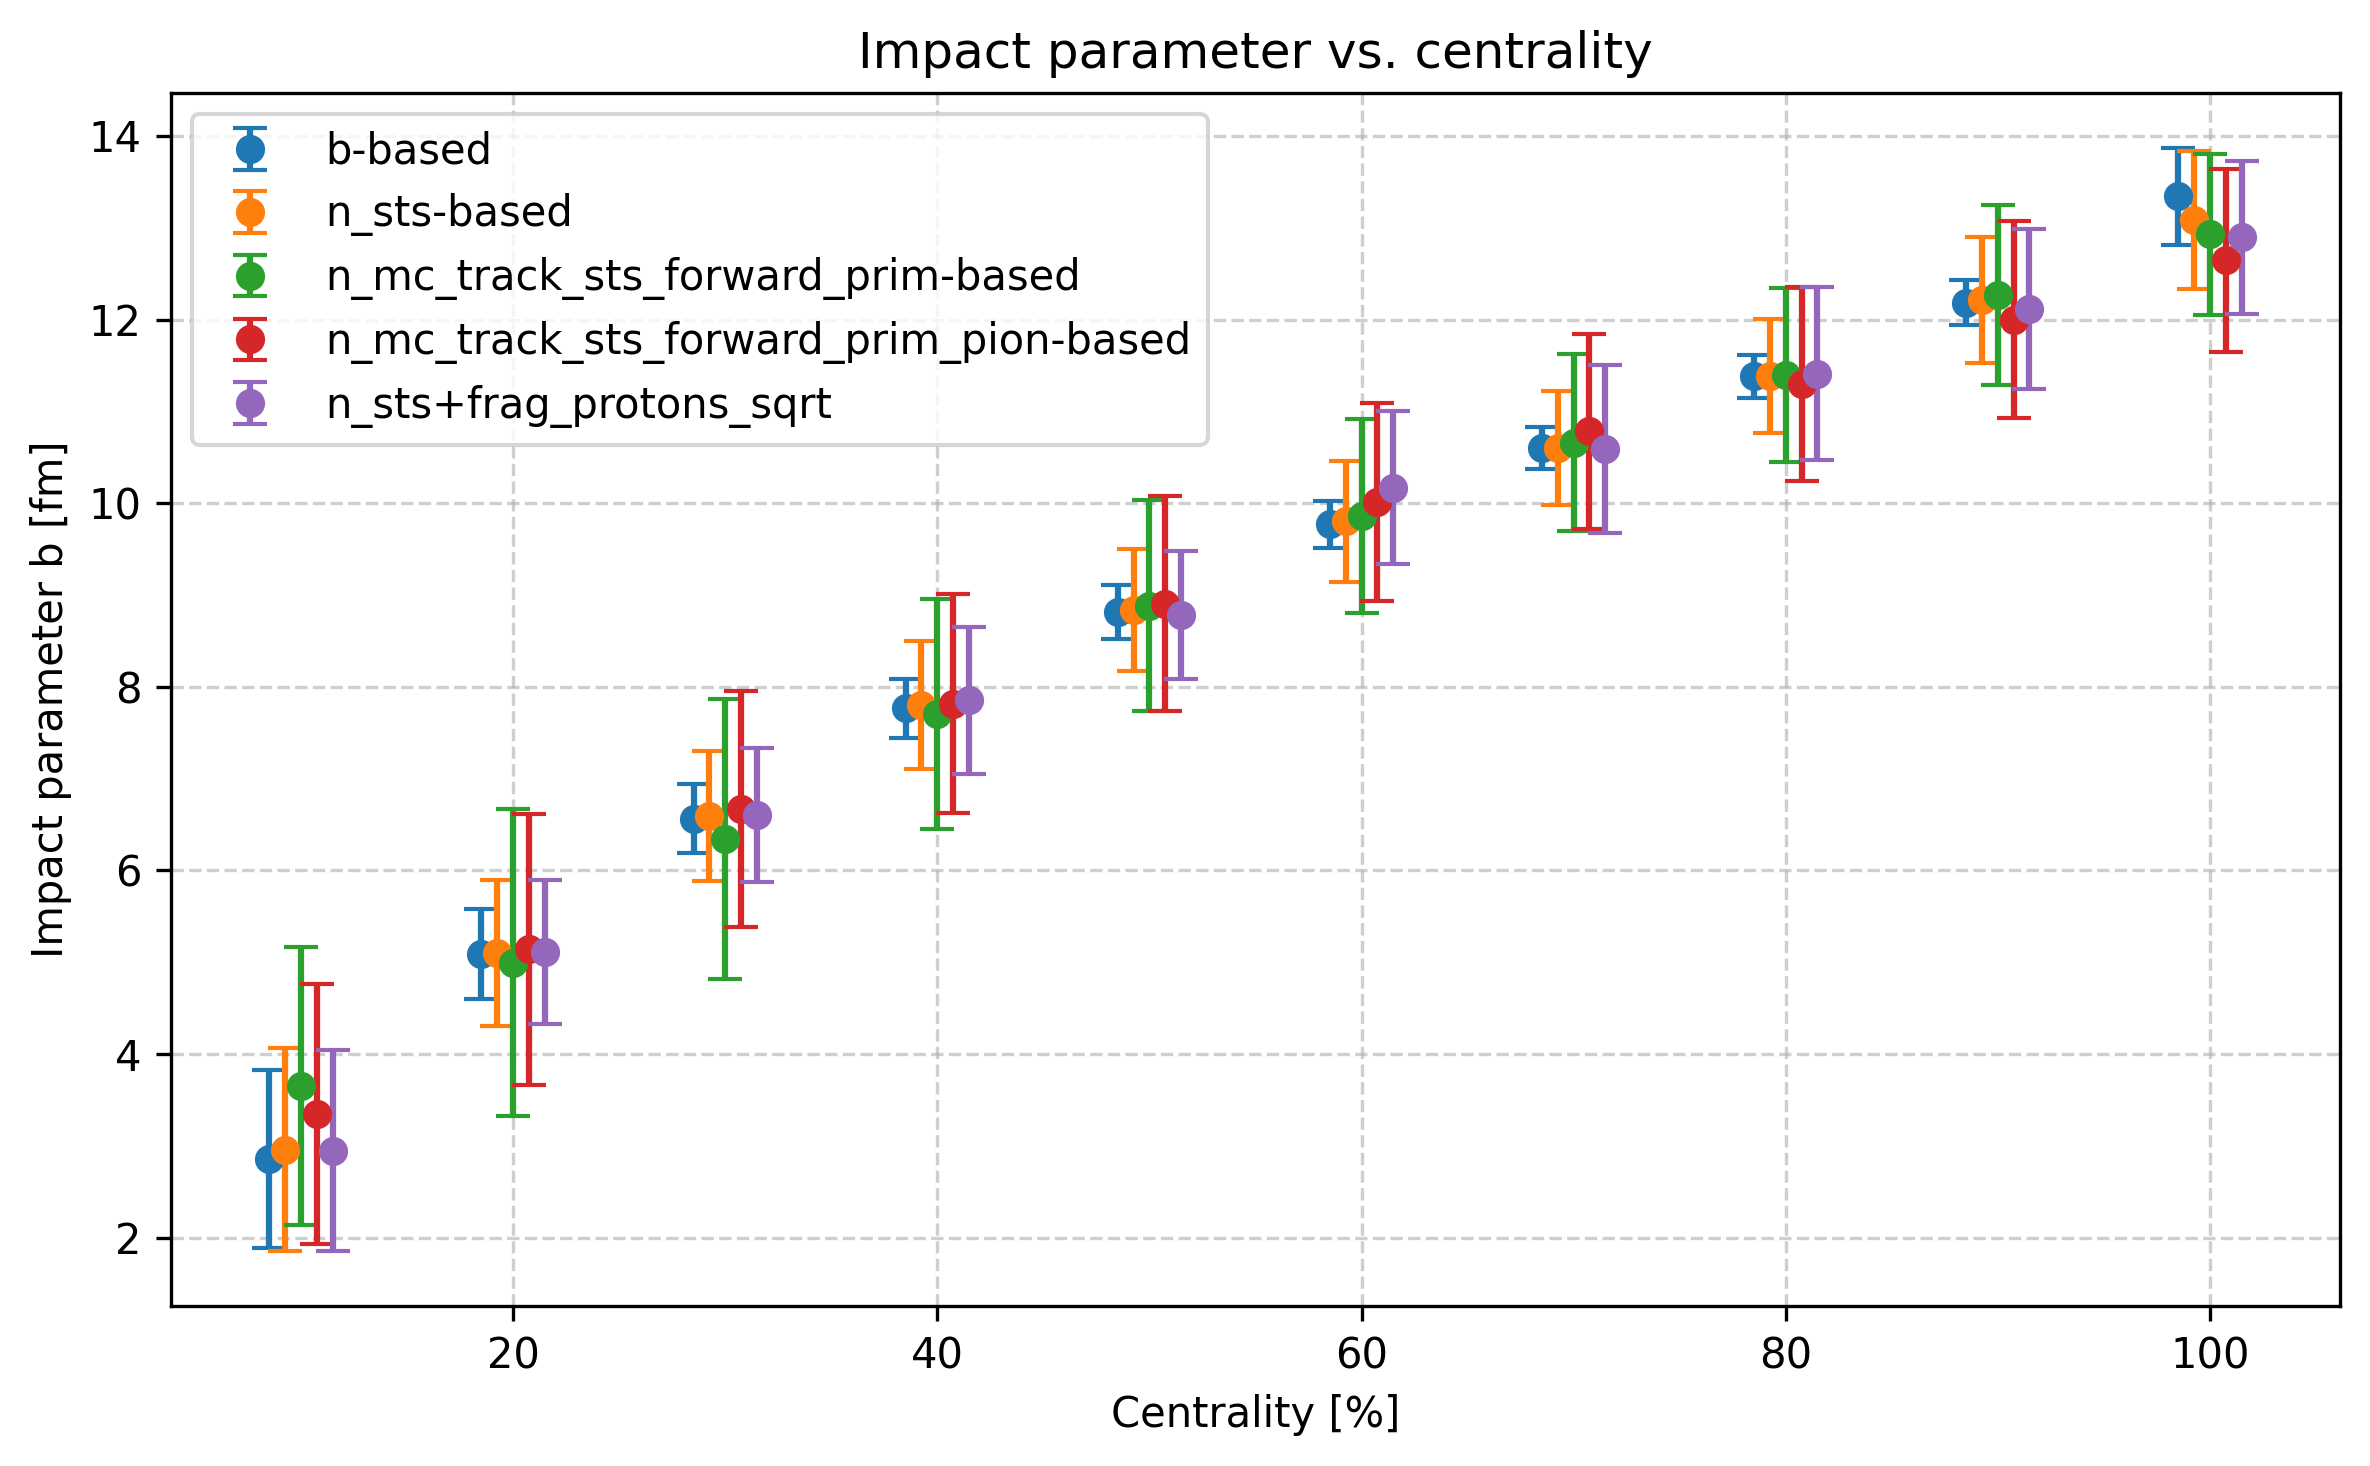 Impact parameter vs. centrality
b-based
n_sts-based
n_mc_track_sts_forward_prim-based
n_mc_track_sts_forward_prim_pion-based
n_sts+frag_protons_sqrt
Impact parameter b [fm]
14
12
10
8
6
4
2
20 40 60 80 100
Centrality [%]